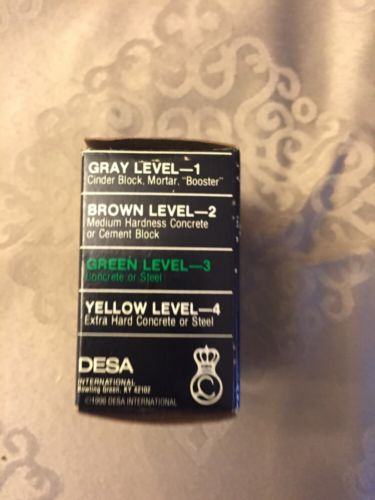 GRAY LEVEL—1
Cinder Block, Mortar, "Booster"
BROWN LEVEL—2
Medium Hardness Concrete
or Cement Block
GREEN LEVEL—3
Concrete or Steel
YELLOW LEVEL—4
Extra Hard Concrete or Steel
DESA
INTERNATIONAL
Bowling Green, KY 42102
©1996 DESA INTERNATIONAL